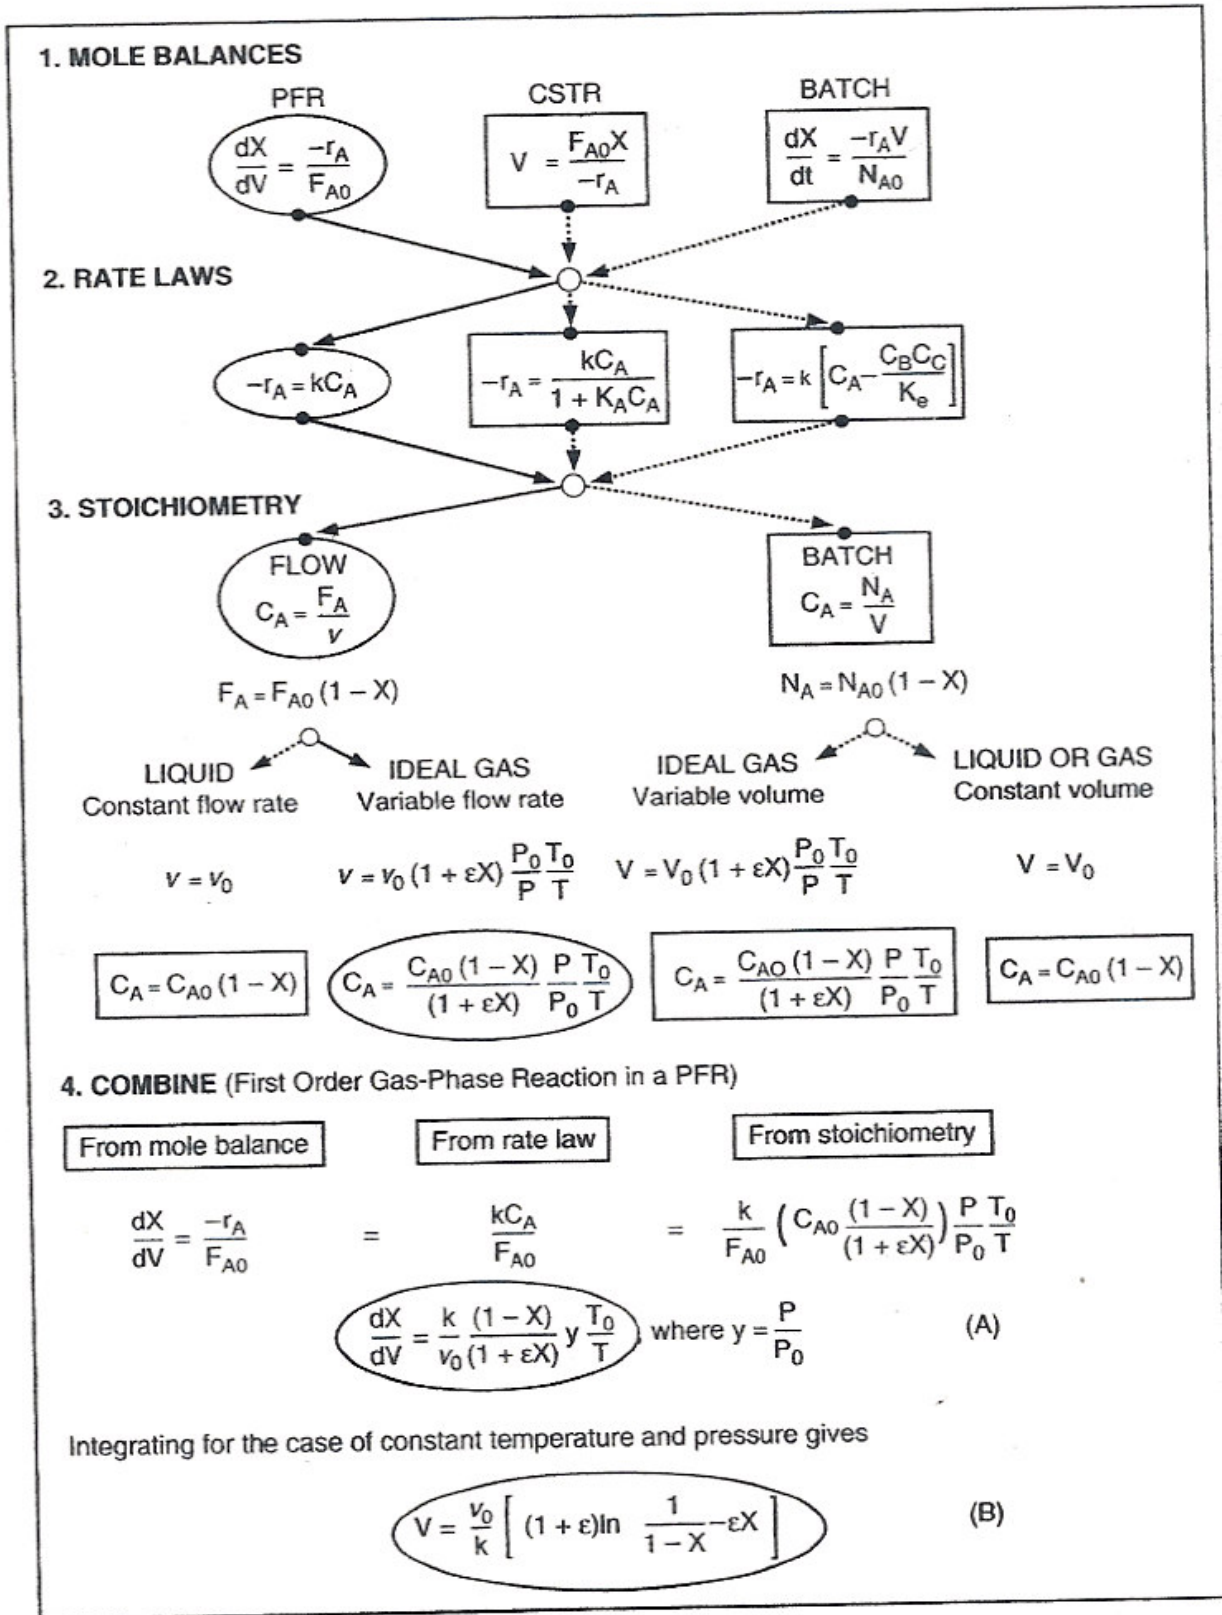 1. MOLE BALANCES
PFR CSTR BATCH
dX/dV = -rA/FA0 V = FA0X/-rA dX/dt = -rAV/NA0
2. RATE LAWS
-rA = kCA -rA = kCA/(1 + KACA) -rA = k [CA - CBCC/Ke]
3. STOICHIOMETRY
FLOW BATCH
CA = FA/v CA = NA/V
FA = FA0 (1 – X) NA = NA0 (1 – X)
LIQUID IDEAL GAS IDEAL GAS LIQUID OR GAS
Constant flow rate Variable flow rate Variable volume Constant volume
v = v0 v = v0 (1 + εX) P0/P T0/T V = V0 (1 + εX) P0/P T0/T V = V0
CA = CA0 (1 – X) CA = CA0 (1 – X)/(1 + εX) P/P0 T0/T CA = CAO (1 – X)/(1 + εX) P/P0 T0/T CA = CA0 (1 – X)
4. COMBINE (First Order Gas-Phase Reaction in a PFR)
From mole balance From rate law From stoichiometry
dX/dV = -rA/FA0 = kCA/FA0 = k/FA0 (CA0 (1 – X)/(1 + εX)) P/P0 T0/T
dX/dV = k/v0 (1 – X)/(1 + εX) y T0/T, where y = P/P0 (A)
Integrating for the case of constant temperature and pressure gives
V = v0/k [ (1 + ε)ln 1/(1 – X) – εX ] (B)